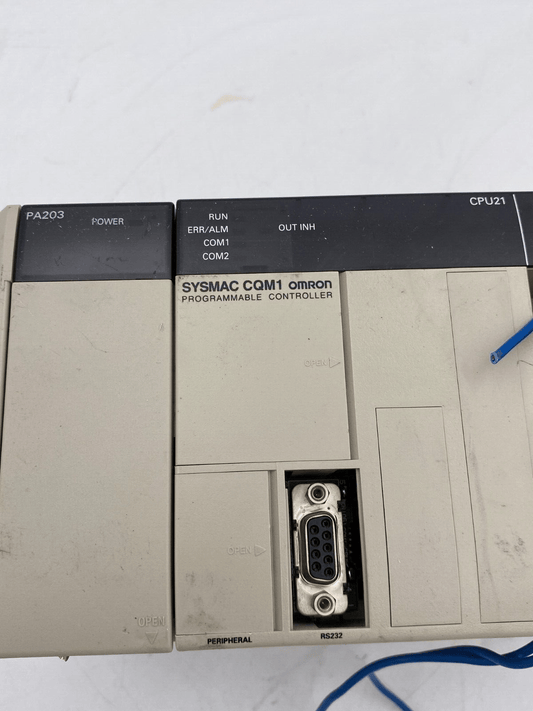 PA203
POWER
RUN
ERR/ALM
COM1
COM2
OUT INH
CPU21
SYSMAC CQM1 omron
PROGRAMMABLE CONTROLLER
OPEN
OPEN
OPEN
PERIPHERAL
RS232